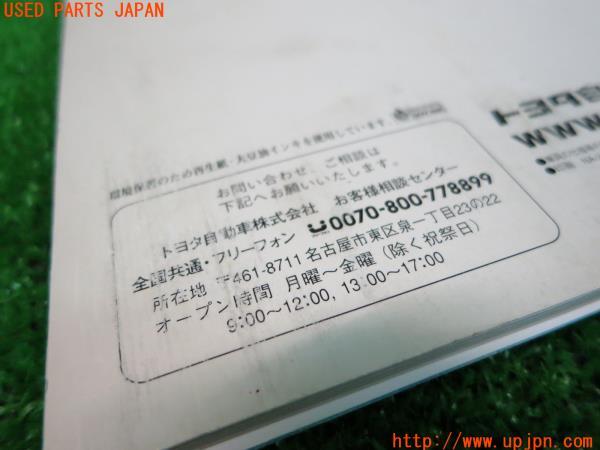 USED PARTS JAPAN
トヨタ自
www.
環境保護のため再生紙・大豆油インキを使用しています
お問い合わせ、ご相談は
下記へお願いいたします。
トヨタ自動車株式会社 お客様相談センター
全国共通・フリーフォン 0070-800-778899
所在地 〒461-8711 名古屋市東区泉一丁目23の22
オープン時間 月曜〜金曜（除く祝祭日）
9:00〜12:00, 13:00〜17:00
http://www.upjpn.com/